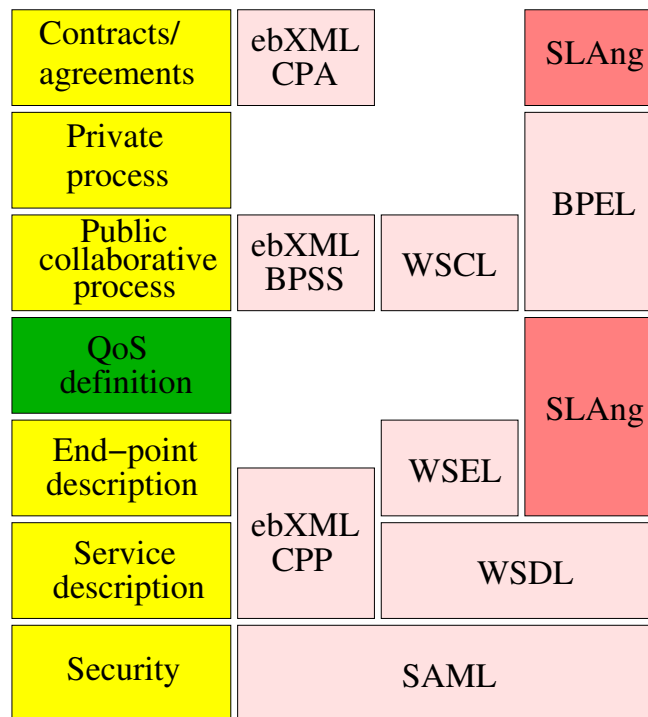 Contracts/
agreements
ebXML
CPA
SLAng
Private
process
BPEL
Public
collaborative
process
ebXML
BPSS
WSCL
QoS
definition
SLAng
End−point
description
WSEL
ebXML
CPP
Service
description
WSDL
Security
SAML